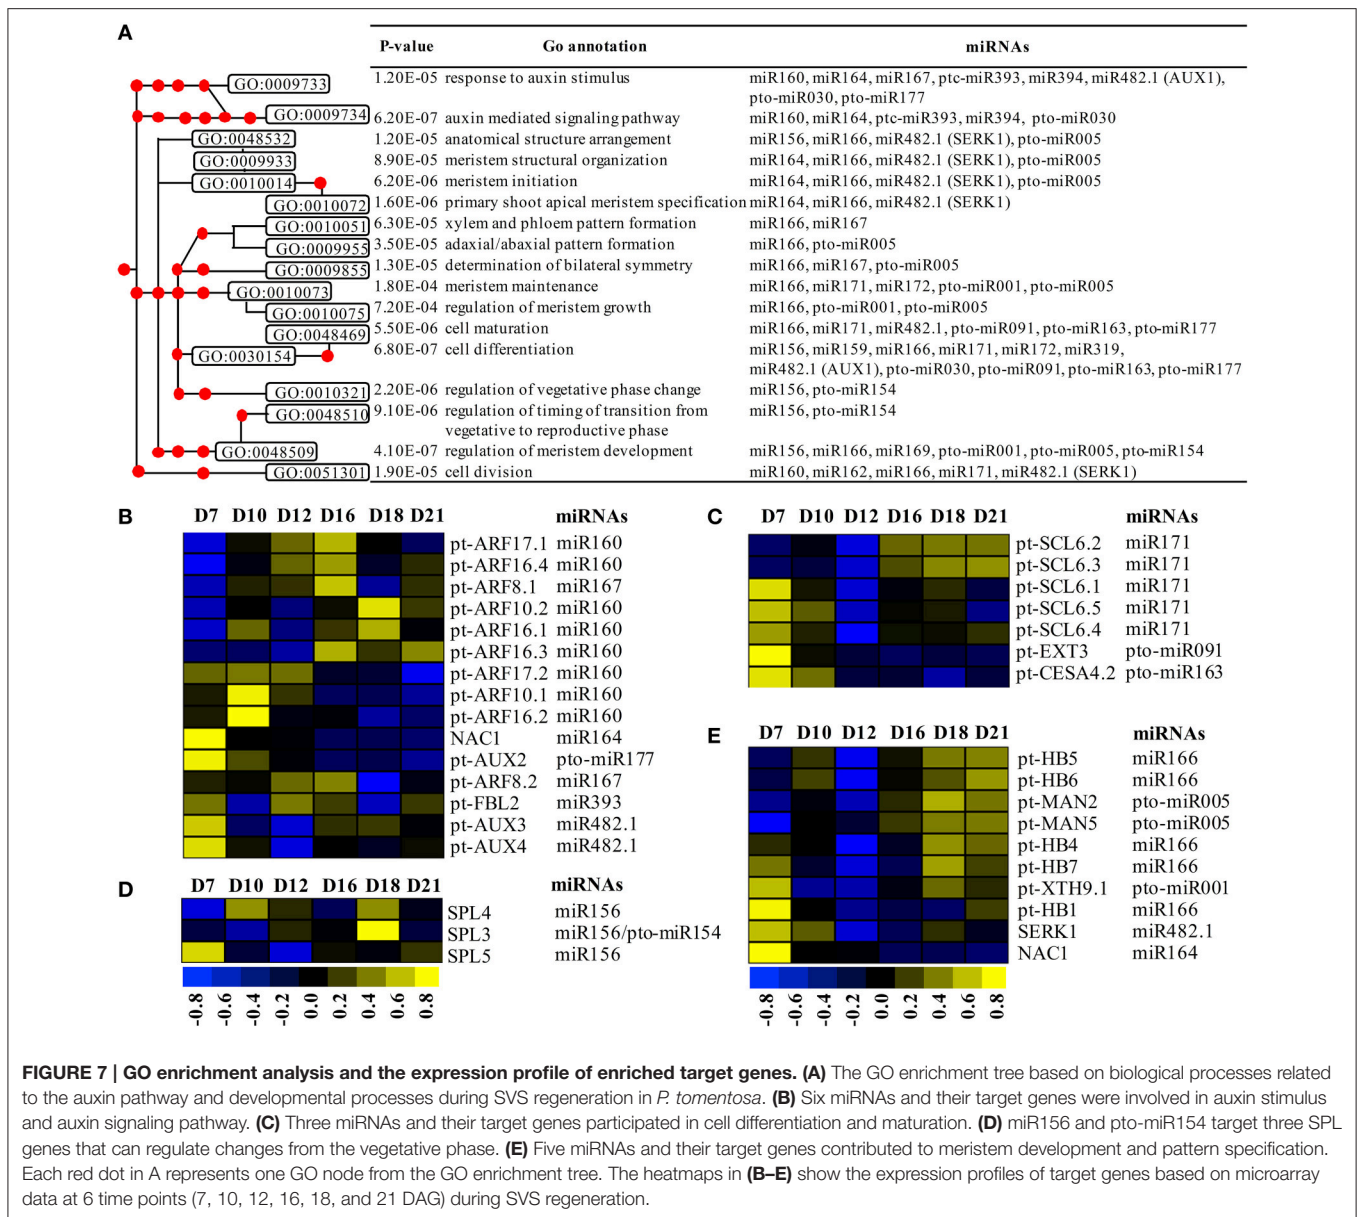 A
P-value Go annotation miRNAs
GO:0009733 1.20E-05 response to auxin stimulus miR160, miR164, miR167, ptc-miR393, miR394, miR482.1 (AUX1),
pto-miR030, pto-miR177
GO:0009734 6.20E-07 auxin mediated signaling pathway miR160, miR164, ptc-miR393, miR394, pto-miR030
GO:0048532 1.20E-05 anatomical structure arrangement miR156, miR166, miR482.1 (SERK1), pto-miR005
GO:0009933 8.90E-05 meristem structural organization miR164, miR166, miR482.1 (SERK1), pto-miR005
GO:0010014 6.20E-06 meristem initiation miR164, miR166, miR482.1 (SERK1), pto-miR005
GO:0010072 1.60E-06 primary shoot apical meristem specification miR164, miR166, miR482.1 (SERK1)
GO:0010051 6.30E-05 xylem and phloem pattern formation miR166, miR167
GO:0009955 3.50E-05 adaxial/abaxial pattern formation miR166, pto-miR005
GO:0009855 1.30E-05 determination of bilateral symmetry miR166, miR167, pto-miR005
GO:0010073 1.80E-04 meristem maintenance miR166, miR171, miR172, pto-miR001, pto-miR005
GO:0010075 7.20E-04 regulation of meristem growth miR166, pto-miR001, pto-miR005
GO:0048469 5.50E-06 cell maturation miR166, miR171, miR482.1, pto-miR091, pto-miR163, pto-miR177
GO:0030154 6.80E-07 cell differentiation miR156, miR159, miR166, miR171, miR172, miR319,
miR482.1 (AUX1), pto-miR030, pto-miR091, pto-miR163, pto-miR177
GO:0010321 2.20E-06 regulation of vegetative phase change miR156, pto-miR154
GO:0048510 9.10E-06 regulation of timing of transition from miR156, pto-miR154
vegetative to reproductive phase
GO:0048509 4.10E-07 regulation of meristem development miR156, miR166, miR169, pto-miR001, pto-miR005, pto-miR154
GO:0051301 1.90E-05 cell division miR160, miR162, miR166, miR171, miR482.1 (SERK1)
B D7 D10 D12 D16 D18 D21 miRNAs
pt-ARF17.1 miR160
pt-ARF16.4 miR160
pt-ARF8.1 miR167
pt-ARF10.2 miR160
pt-ARF16.1 miR160
pt-ARF16.3 miR160
pt-ARF17.2 miR160
pt-ARF10.1 miR160
pt-ARF16.2 miR160
NAC1 miR164
pt-AUX2 pto-miR177
pt-ARF8.2 miR167
pt-FBL2 miR393
pt-AUX3 miR482.1
pt-AUX4 miR482.1
C D7 D10 D12 D16 D18 D21 miRNAs
pt-SCL6.2 miR171
pt-SCL6.3 miR171
pt-SCL6.1 miR171
pt-SCL6.5 miR171
pt-SCL6.4 miR171
pt-EXT3 pto-miR091
pt-CESA4.2 pto-miR163
D D7 D10 D12 D16 D18 D21 miRNAs
SPL4 miR156
SPL3 miR156/pto-miR154
SPL5 miR156
-0.8 -0.6 -0.4 -0.2 0.0 0.2 0.4 0.6 0.8
E D7 D10 D12 D16 D18 D21 miRNAs
pt-HB5 miR166
pt-HB6 miR166
pt-MAN2 pto-miR005
pt-MAN5 pto-miR005
pt-HB4 miR166
pt-HB7 miR166
pt-XTH9.1 pto-miR001
pt-HB1 miR166
SERK1 miR482.1
NAC1 miR164
-0.8 -0.6 -0.4 -0.2 0.0 0.2 0.4 0.6 0.8
FIGURE 7 | GO enrichment analysis and the expression profile of enriched target genes. (A) The GO enrichment tree based on biological processes related
to the auxin pathway and developmental processes during SVS regeneration in P. tomentosa. (B) Six miRNAs and their target genes were involved in auxin stimulus
and auxin signaling pathway. (C) Three miRNAs and their target genes participated in cell differentiation and maturation. (D) miR156 and pto-miR154 target three SPL
genes that can regulate changes from the vegetative phase. (E) Five miRNAs and their target genes contributed to meristem development and pattern specification.
Each red dot in A represents one GO node from the GO enrichment tree. The heatmaps in (B–E) show the expression profiles of target genes based on microarray
data at 6 time points (7, 10, 12, 16, 18, and 21 DAG) during SVS regeneration.